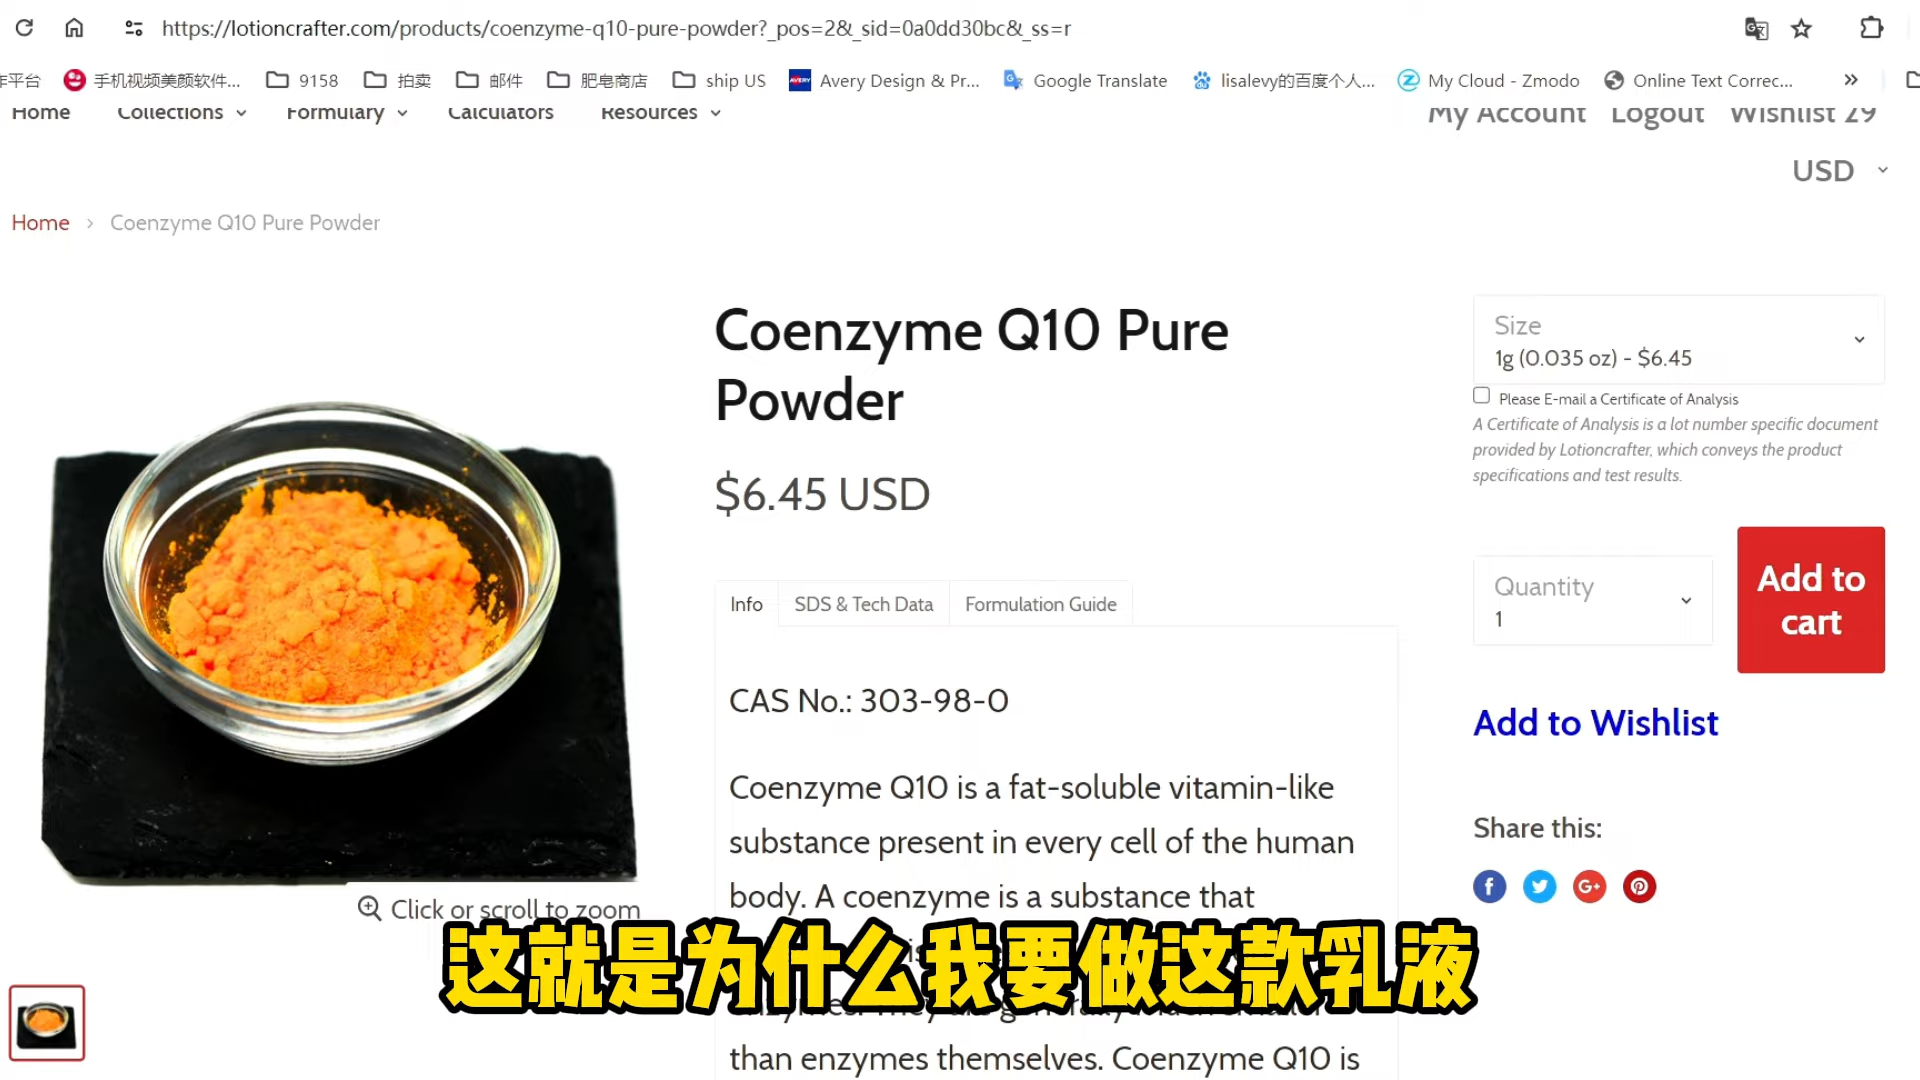 https://lotioncrafter.com/products/coenzyme-q10-pure-powder?_pos=2&_sid=0a0dd30bc&_ss=r
作平台 手机视频美颜软件... 9158 拍卖 邮件 肥皂商店 ship US Avery Design & Pr... Google Translate lisalevy的百度个人... My Cloud - Zmodo Online Text Correc... »
Home Collections Formulary Calculators Resources My Account Logout Wishlist 29
USD
Home > Coenzyme Q10 Pure Powder
Coenzyme Q10 Pure
Powder
$6.45 USD
Info SDS & Tech Data Formulation Guide
CAS No.: 303-98-0
Coenzyme Q10 is a fat-soluble vitamin-like
substance present in every cell of the human
body. A coenzyme is a substance that
than enzymes themselves. Coenzyme Q10 is
Size
1g (0.035 oz) - $6.45
Please E-mail a Certificate of Analysis
A Certificate of Analysis is a lot number specific document
provided by Lotioncrafter, which conveys the product
specifications and test results.
Quantity
1
Add to
cart
Add to Wishlist
Share this:
Click or scroll to zoom
这就是为什么我要做这款乳液